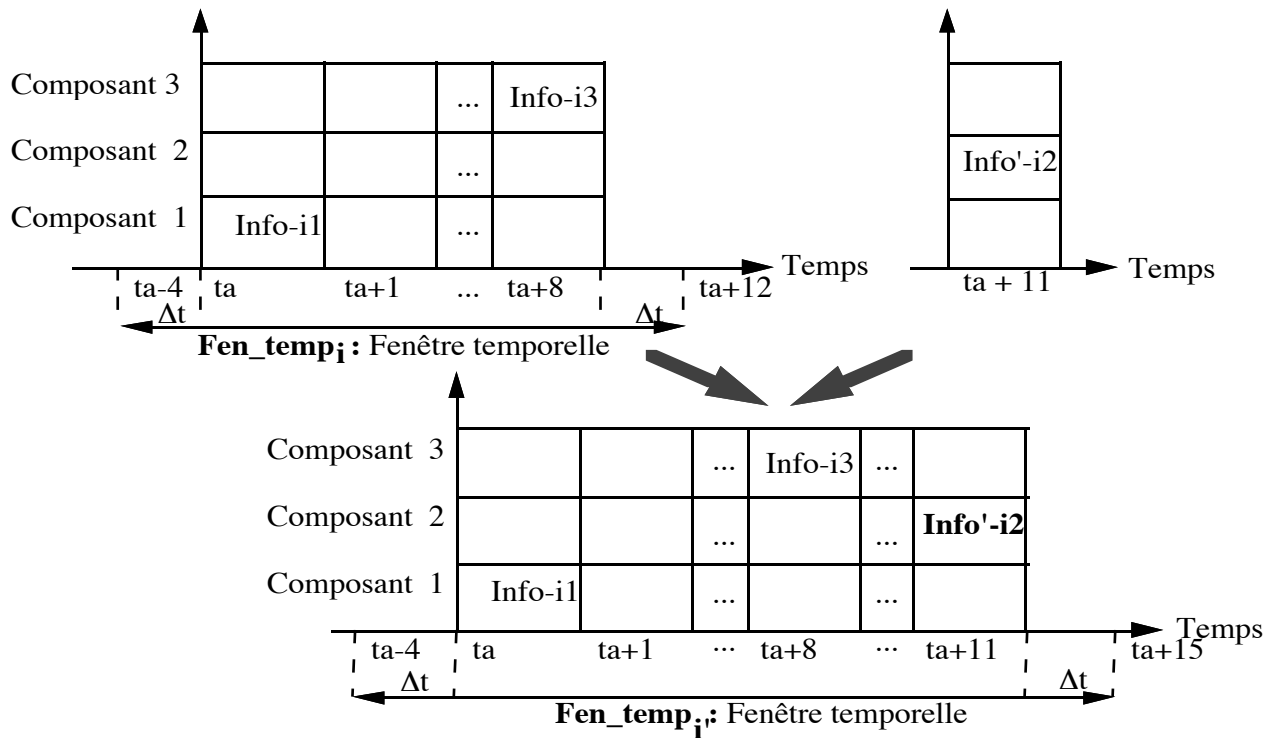 Composant 3 ... Info-i3
Composant 2 ... Info'-i2
Composant 1 Info-i1 ...
Temps Temps
ta-4 ta ta+1 ... ta+8 ta+12 ta + 11
Δt Δt
Fen_tempi : Fenêtre temporelle
Composant 3 ... Info-i3 ...
Composant 2 ... ... Info'-i2
Composant 1 Info-i1 ... ...
Temps
ta-4 ta ta+1 ... ta+8 ... ta+11 ta+15
Δt Δt
Fen_tempi': Fenêtre temporelle